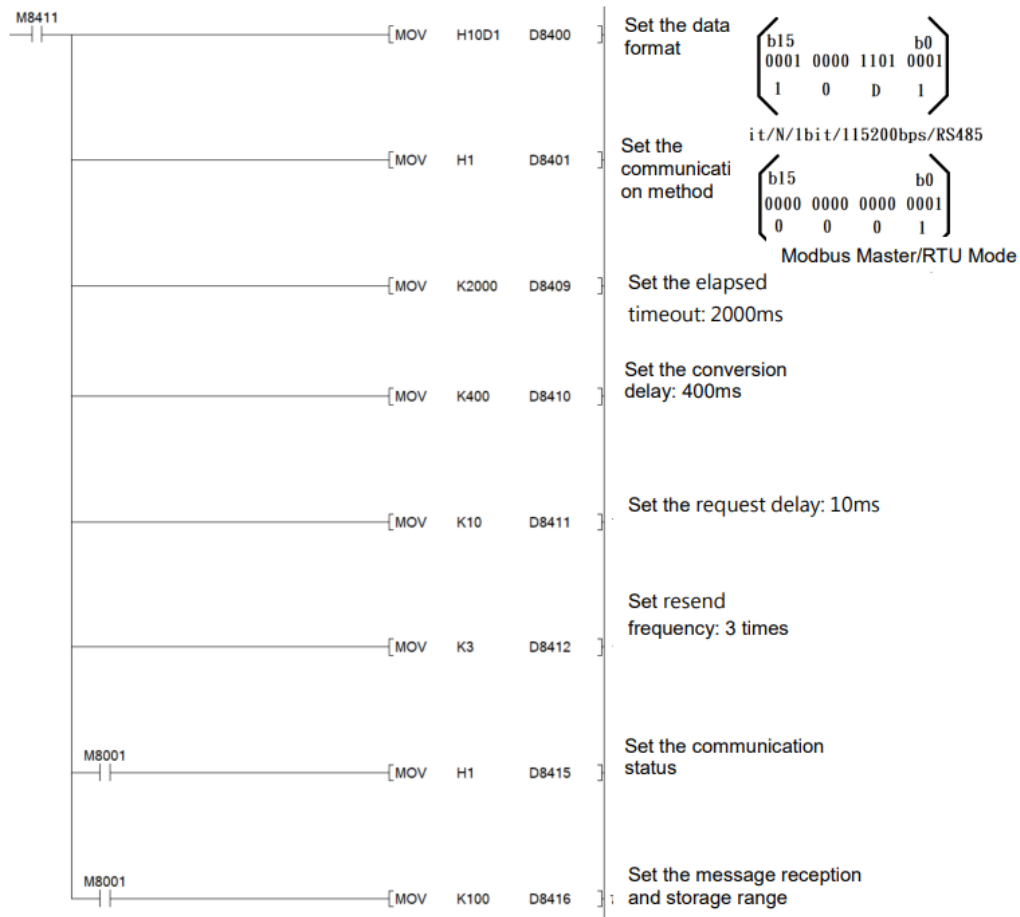 M8411
MOV H10D1 D8400
Set the data
format
b15 b0
0001 0000 1101 0001
1 0 D 1
it/N/1bit/115200bps/RS485
MOV H1 D8401
Set the
communicati
on method
b15 b0
0000 0000 0000 0001
0 0 0 1
Modbus Master/RTU Mode
MOV K2000 D8409
Set the elapsed
timeout: 2000ms
MOV K400 D8410
Set the conversion
delay: 400ms
MOV K10 D8411
Set the request delay: 10ms
MOV K3 D8412
Set resend
frequency: 3 times
M8001
MOV H1 D8415
Set the communication
status
M8001
MOV K100 D8416
Set the message reception
and storage range